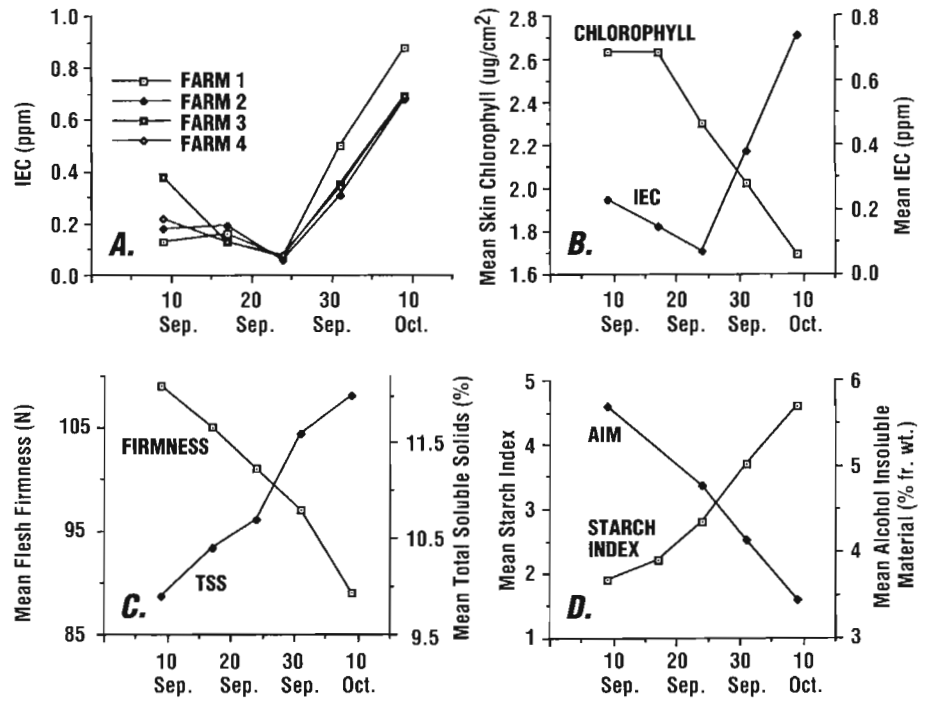 1.0
0.8
0.6
0.4
0.2
0.0
IEC (ppm)
FARM 1
FARM 2
FARM 3
FARM 4
A.
10 20 30 10
Sep. Sep. Sep. Oct.
2.8
2.6
2.4
2.2
2.0
1.8
1.6
Mean Skin Chlorophyll (ug/cm2)
CHLOROPHYLL
IEC
B.
0.8
0.6
0.4
0.2
0.0
Mean IEC (ppm)
10 20 30 10
Sep. Sep. Sep. Oct.
105
95
85
Mean Flesh Firmness (N)
FIRMNESS
TSS
C.
11.5
10.5
9.5
Mean Total Soluble Solids (%)
10 20 30 10
Sep. Sep. Sep. Oct.
5
4
3
2
1
Mean Starch Index
AIM
STARCH
INDEX
D.
6
5
4
3
Mean Alcohol Insoluble
Material (% fr. wt.)
10 20 30 10
Sep. Sep. Sep. Oct.